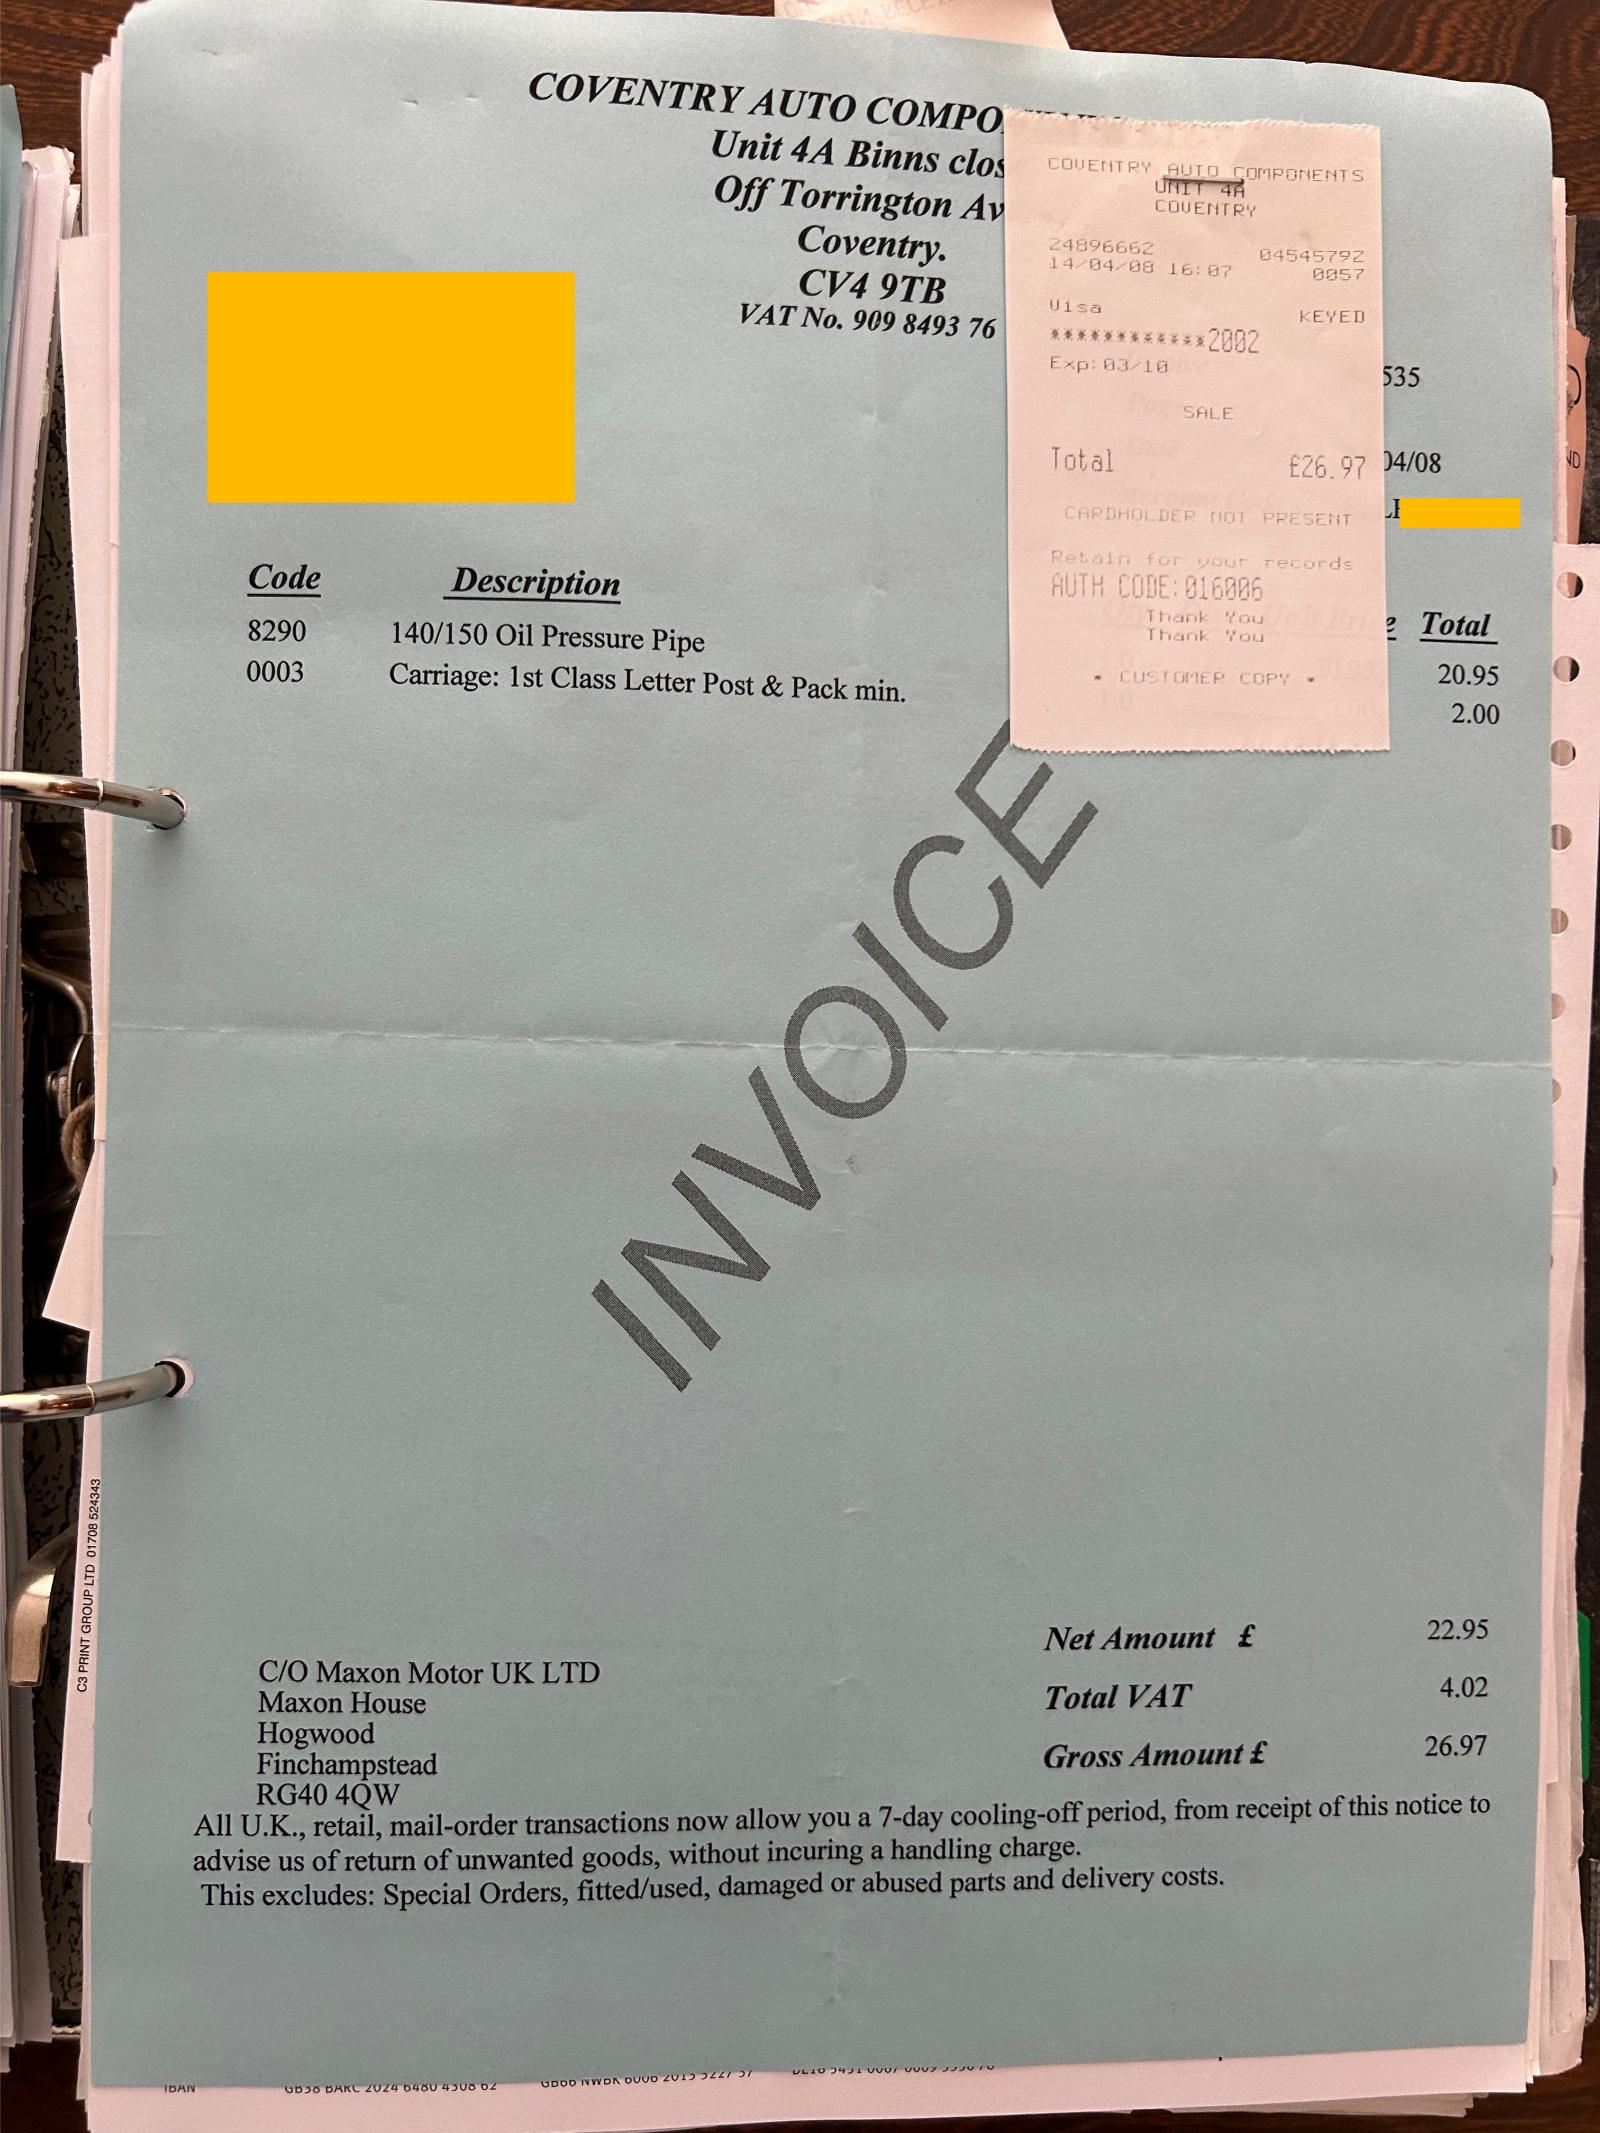 COVENTRY AUTO COMPO
Unit 4A Binns clos
Off Torrington Av
Coventry.
CV4 9TB
VAT No. 909 8493 76
COVENTRY AUTO COMPONENTS
UNIT 4A
COVENTRY
24896662 04545792
14/04/08 16:07 0057
Visa KEYED
************2002
Exp: 03/10
SALE
Total £26.97
CARDHOLDER NOT PRESENT
Retain for your records
AUTH CODE:016006
Thank You
Thank You
* CUSTOMER COPY *
535
04/08
Code Description Total
8290 140/150 Oil Pressure Pipe 20.95
0003 Carriage: 1st Class Letter Post & Pack min. 2.00
INVOICE
Net Amount £ 22.95
Total VAT 4.02
Gross Amount £ 26.97
C/O Maxon Motor UK LTD
Maxon House
Hogwood
Finchampstead
RG40 4QW
All U.K., retail, mail-order transactions now allow you a 7-day cooling-off period, from receipt of this notice to
advise us of return of unwanted goods, without incuring a handling charge.
This excludes: Special Orders, fitted/used, damaged or abused parts and delivery costs.
C3 PRINT GROUP LTD 01708 524343
IBAN